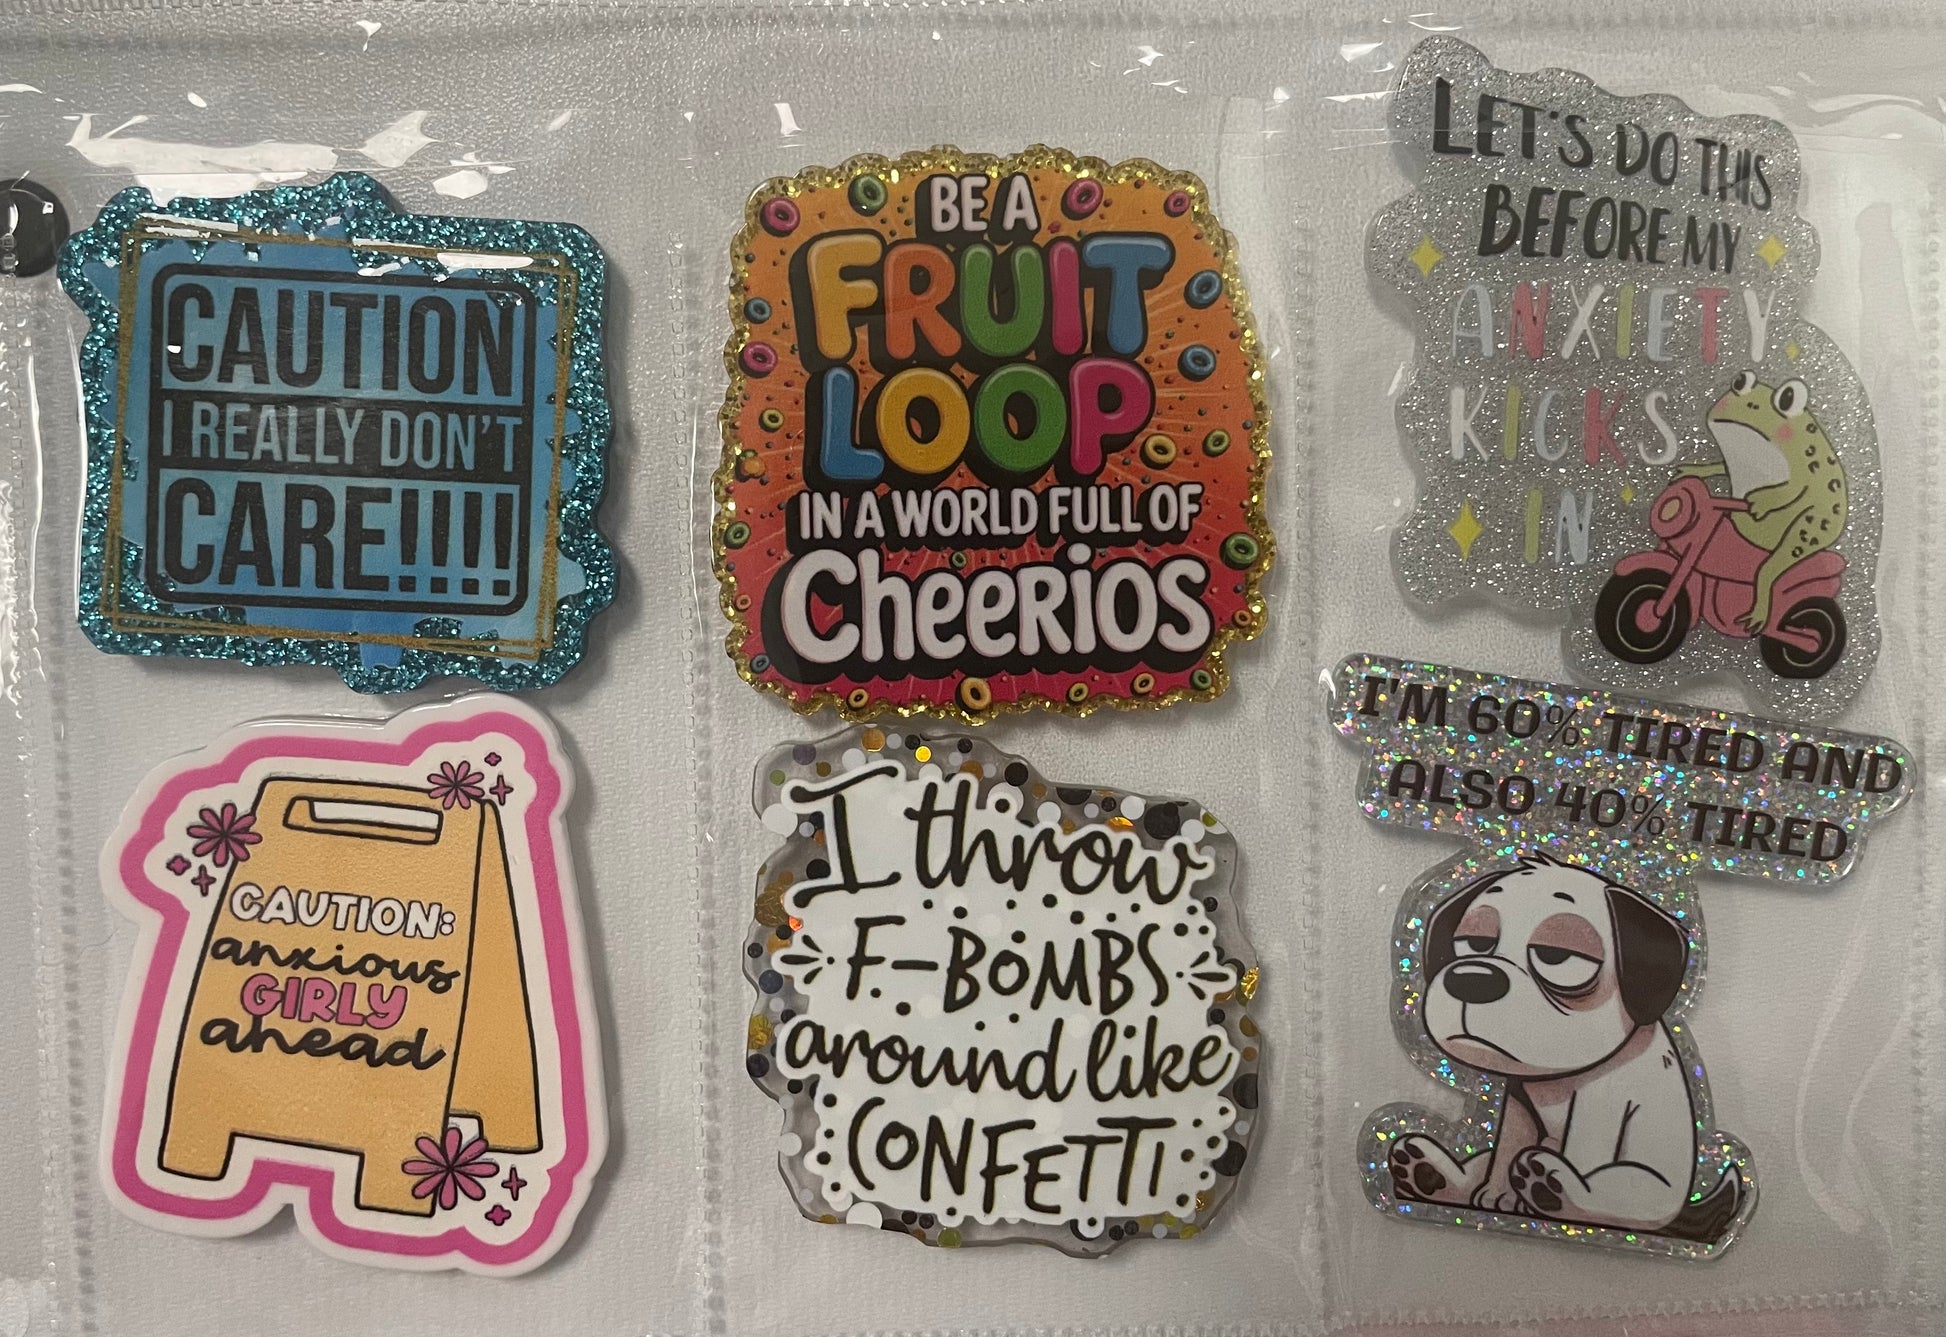 CAUTION
I REALLY DON'T
CARE!!!!
BE A
FRUIT
LOOP
IN A WORLD FULL OF
Cheerios
LET'S DO THIS
BEFORE MY
ANXIETY
KICKS
IN
CAUTION:
anxious
GIRLY
ahead
I throw
F-BOMBS
around like
CONFETTI
I'M 60% TIRED AND
ALSO 40% TIRED